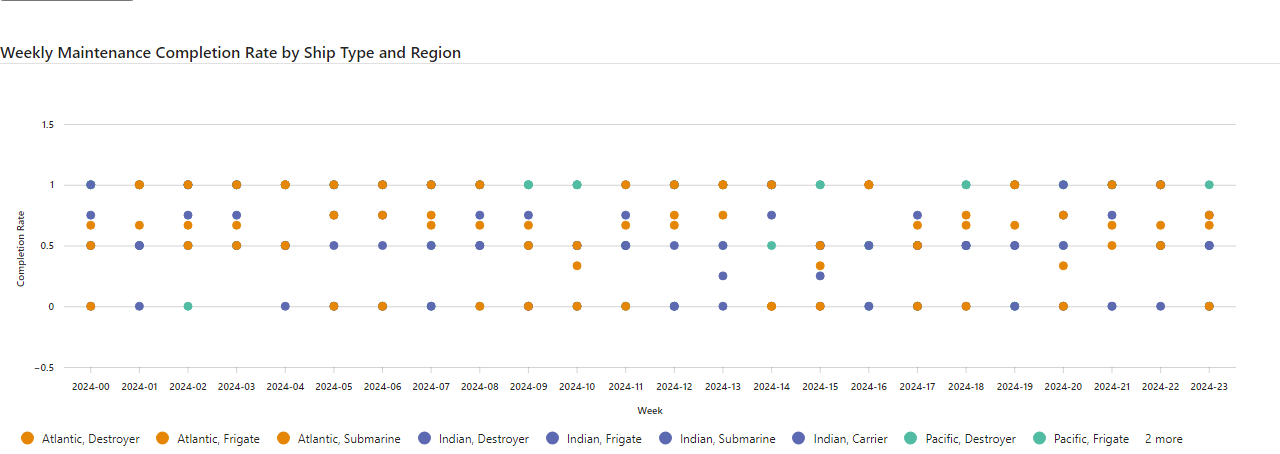 Weekly Maintenance Completion Rate by Ship Type and Region
1.5
1
0.5
0
−0.5
Completion Rate
2024-00 2024-01 2024-02 2024-03 2024-04 2024-05 2024-06 2024-07 2024-08 2024-09 2024-10 2024-11 2024-12 2024-13 2024-14 2024-15 2024-16 2024-17 2024-18 2024-19 2024-20 2024-21 2024-22 2024-23
Week
Atlantic, Destroyer Atlantic, Frigate Atlantic, Submarine Indian, Destroyer Indian, Frigate Indian, Submarine Indian, Carrier Pacific, Destroyer Pacific, Frigate 2 more